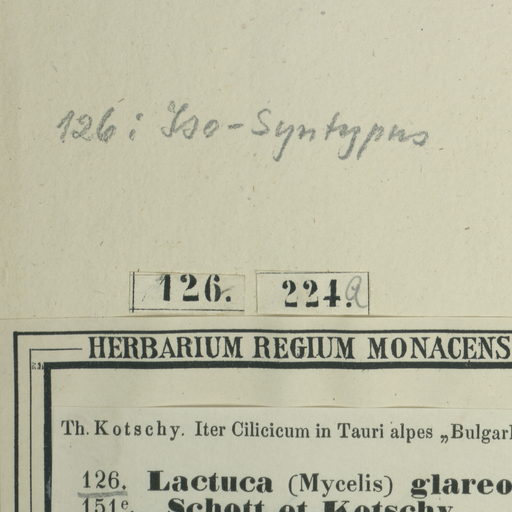 126: Iso-Syntypus
126. 224.a
HERBARIUM REGIUM MONACENS
Th. Kotschy. Iter Cilicicum in Tauri alpes „Bulgar
126. Lactuca (Mycelis) glareo
151e. Schott et Kotschy